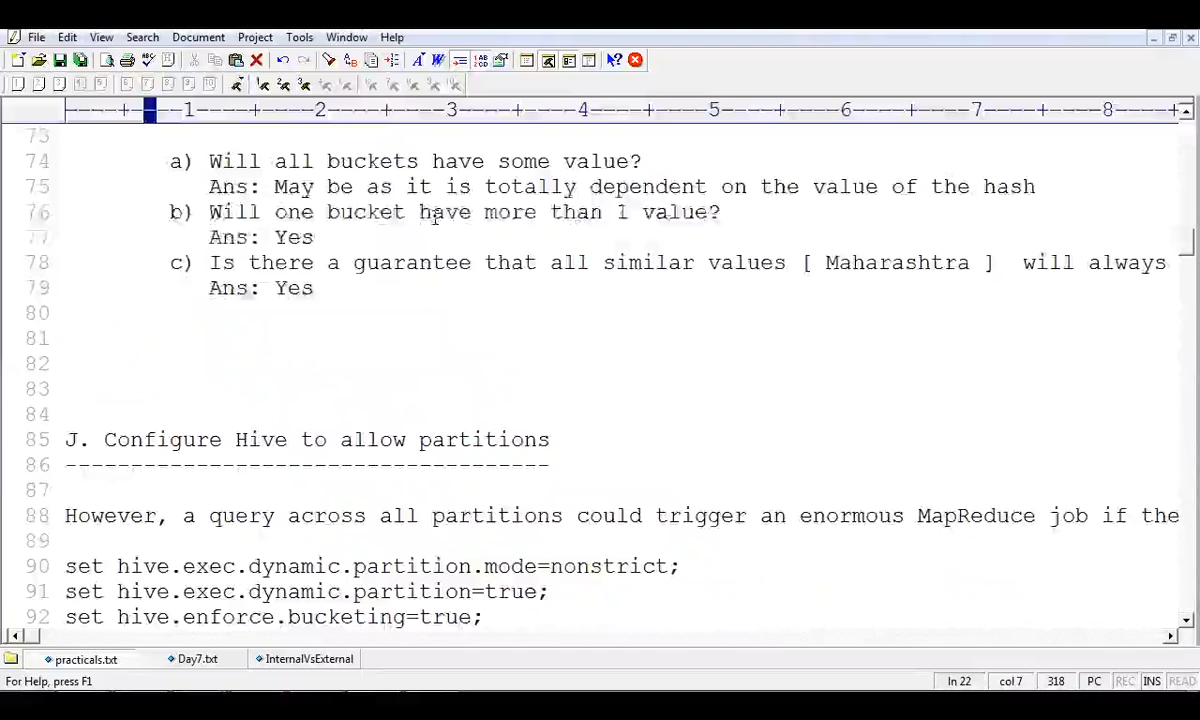 File Edit View Search Document Project Tools Window Help
----+----1----+----2----+----3----+----4----+----5----+----6----+----7----+----8----+
73
74 a) Will all buckets have some value?
75 Ans: May be as it is totally dependent on the value of the hash
76 b) Will one bucket have more than 1 value?
77 Ans: Yes
78 c) Is there a guarantee that all similar values [ Maharashtra ] will always
79 Ans: Yes
80
81
82
83
84
85 J. Configure Hive to allow partitions
86 -------------------------------------
87
88 However, a query across all partitions could trigger an enormous MapReduce job if the
89
90 set hive.exec.dynamic.partition.mode=nonstrict;
91 set hive.exec.dynamic.partition=true;
92 set hive.enforce.bucketing=true;
practicals.txt Day7.txt InternalVsExternal
For Help, press F1 ln 22 col 7 318 PC REC INS READ